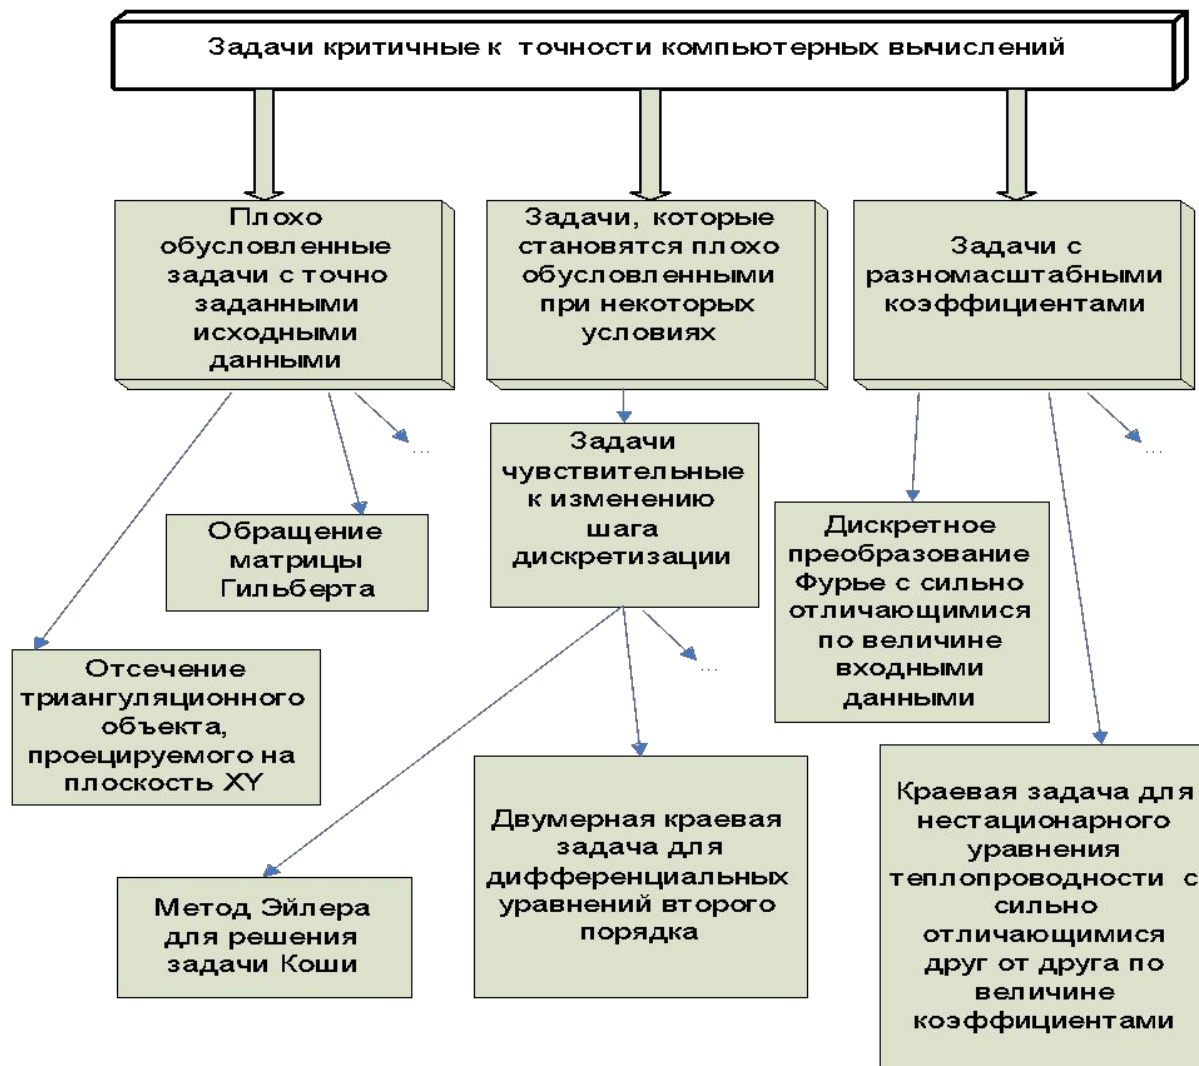 Задачи критичные к точности компьютерных вычислений
Плохо
обусловленные
задачи с точно
заданными
исходными
данными
Задачи, которые
становятся плохо
обусловленными
при некоторых
условиях
Задачи с
разномасштабными
коэффициентами
...
Задачи
чувствительные
к изменению
шага
дискретизации
...
Обращение
матрицы
Гильберта
Дискретное
преобразование
Фурье с сильно
отличающимися
по величине
входными
данными
Отсечение
триангуляционного
объекта,
проецируемого на
плоскость XY
...
Двумерная краевая
задача для
дифференциальных
уравнений второго
порядка
Краевая задача для
нестационарного
уравнения
теплопроводности с
сильно
отличающимися
друг от друга по
величине
коэффициентами
Метод Эйлера
для решения
задачи Коши